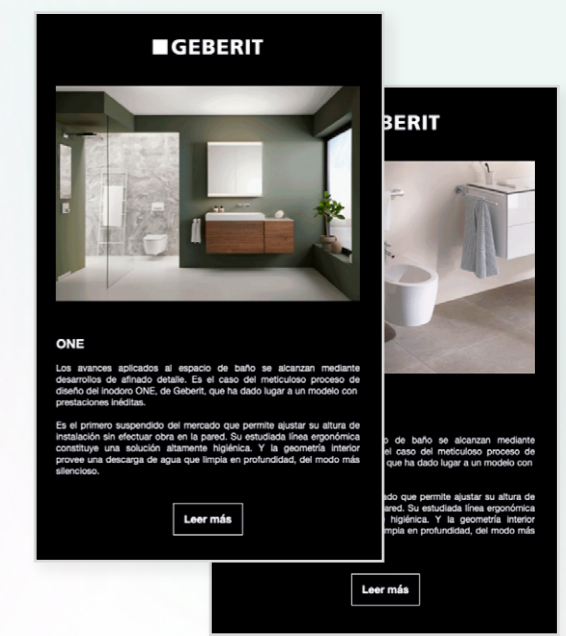 GEBERIT
ONE
Los avances aplicados al espacio de baño se alcanzan mediante
desarrollos de afinado detalle. Es el caso del meticuloso proceso de
diseño del inodoro ONE, de Geberit, que ha dado lugar a un modelo con
prestaciones inéditas.
Es el primero suspendido del mercado que permite ajustar su altura de
instalación sin efectuar obra en la pared. Su estudiada línea ergonómica
constituye una solución altamente higiénica. Y la geometría interior
provee una descarga de agua que limpia en profundidad, del modo más
silencioso.
Leer más
BERIT
o de baño se alcanzan mediante
el caso del meticuloso proceso de
que ha dado lugar a un modelo con
ado que permite ajustar su altura de
ared. Su estudiada línea ergonómica
higiénica. Y la geometría interior
mpia en profundidad, del modo más
Leer más